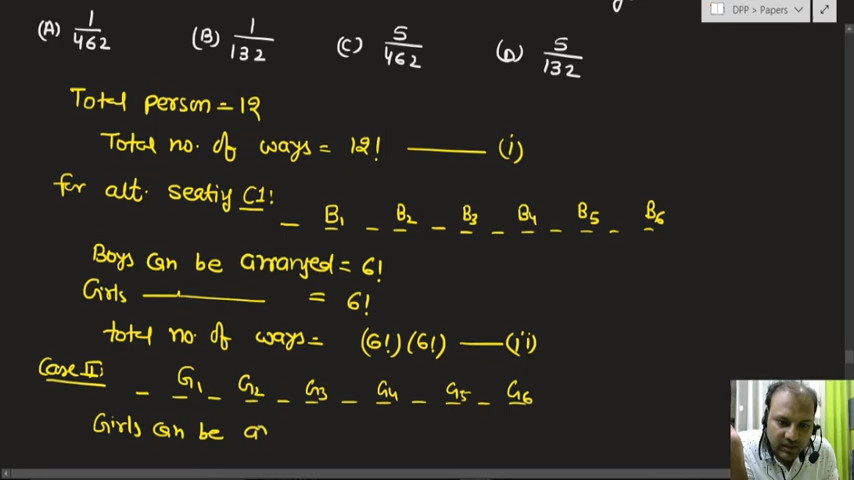 DPP > Papers
(A) 1/462 (B) 1/132 (C) 5/462 (D) 5/132
Total person = 12
Total no. of ways = 12! ——— (i)
for alt. seatiy C1:
_ B1 _ B2 _ B3 _ B4 _ B5 _ B6
Boys can be arranged = 6!
Girls ——— = 6!
total no. of ways = (6!) (6!) —— (ii)
Case II:
_ G1 _ G2 _ G3 _ G4 _ G5 _ G6
Girls can be ar